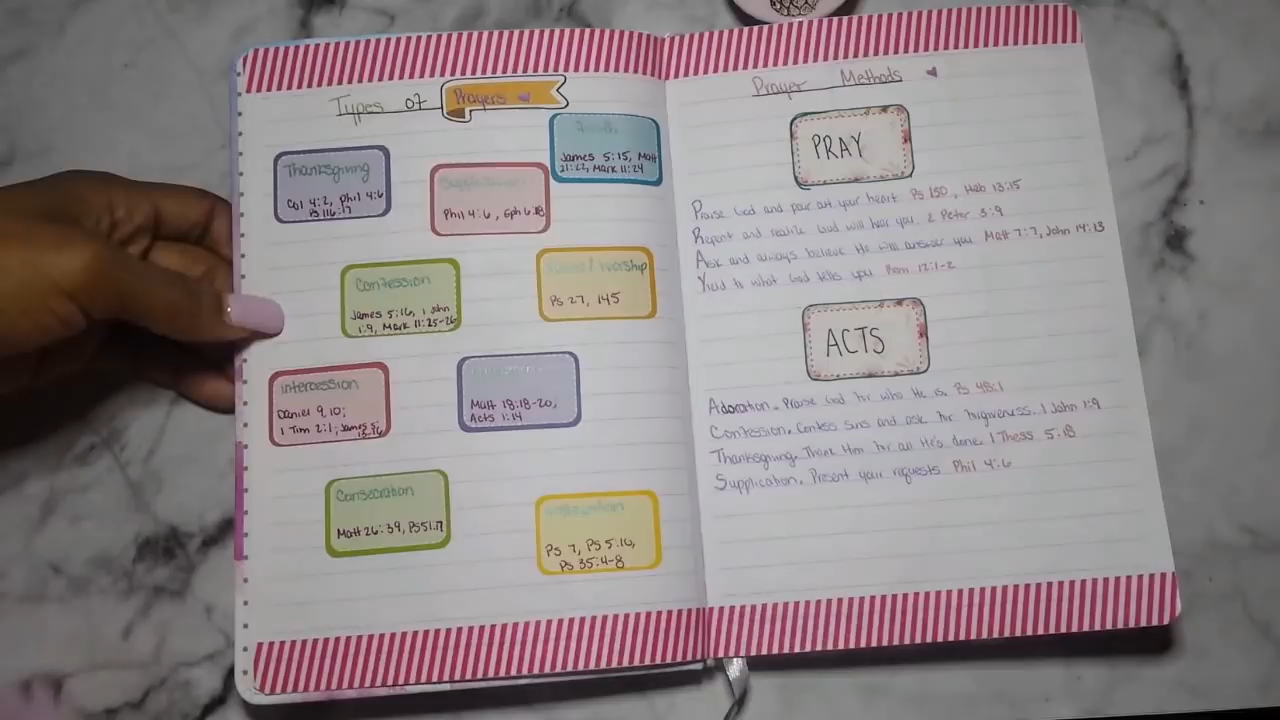 Types of Prayers
Thanksgiving
Col 4:2, Phil 4:6
Ps 116:17
Supplication
Phil 4:6, Eph 6:18
Faith
James 5:15, Matt
21:22, Mark 11:24
Confession
James 5:16, 1 John
1:9, Mark 11:25-26
Worship
Ps 27, 145
Intercession
Daniel 9, 10;
1 Tim 2:1, James 5:
13-16
Matt 18:18-20,
Acts 1:14
Consecration
Matt 26:39, Ps 51:17
Ps 7, Ps 5:10,
Ps 35:4-8
Prayer Methods
PRAY
Praise God and pour out your heart Ps 150, Heb 13:15
Repent and realize God will hear you. 2 Peter 3:9
Ask and always believe He will answer you. Matt 7:7, John 14:13
Yield to what God tells you Rom 12:1-2
ACTS
Adoration. Praise God for who He is. Ps 48:1
Confession. Confess sins and ask for forgiveness. 1 John 1:9
Thanksgiving. Thank Him for all He's done. 1 Thess 5:18
Supplication. Present your requests Phil 4:6